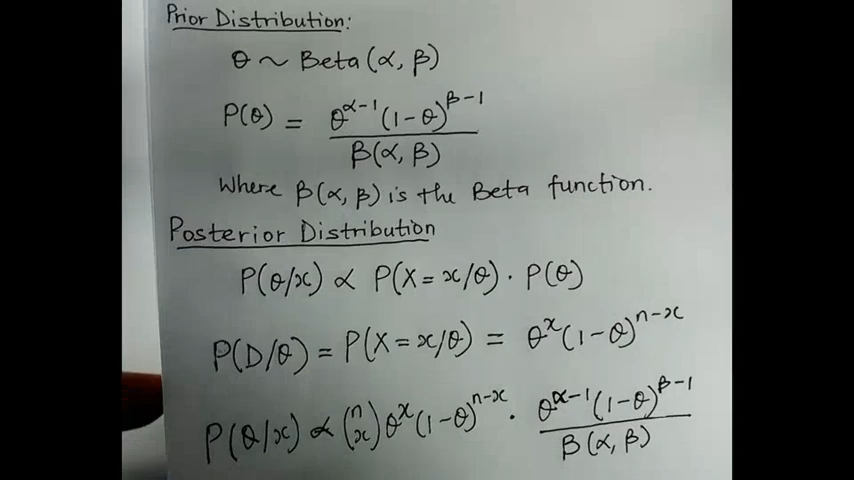 Prior Distribution:
θ ~ Beta(α, β)
P(θ) = θ^(α-1) (1-θ)^(β-1) / B(α, β)
Where B(α, β) is the Beta function.
Posterior Distribution
P(θ/x) ∝ P(X = x/θ) · P(θ)
P(D/θ) = P(X = x/θ) = θ^x (1-θ)^(n-x)
P(θ/x) ∝ (n x) θ^x (1-θ)^(n-x) · θ^(α-1) (1-θ)^(β-1) / B(α, β)